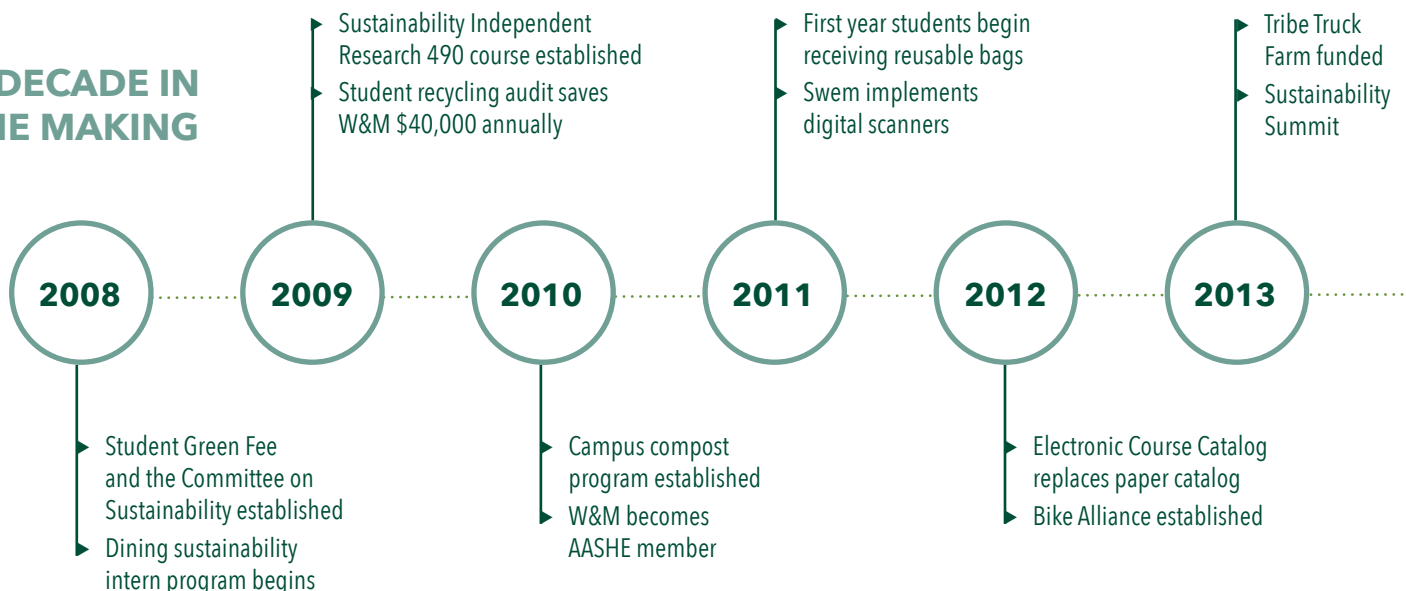 DECADE IN
MAKING
Sustainability Independent
Research 490 course established
Student recycling audit saves
W&M $40,000 annually
First year students begin
receiving reusable bags
Swem implements
digital scanners
Tribe Truck
Farm funded
Sustainability
Summit
2008
2009
2010
2011
2012
2013
Student Green Fee
and the Committee on
Sustainability established
Dining sustainability
intern program begins
Campus compost
program established
W&M becomes
AASHE member
Electronic Course Catalog
replaces paper catalog
Bike Alliance established